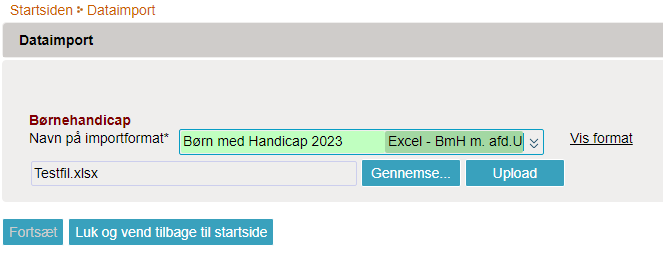 Startsiden ▸ Dataimport
Dataimport
Børnehandicap
Navn på importformat* Børn med Handicap 2023 Excel - BmH m. afd.U Vis format
Testfil.xlsx Gennemse... Upload
Fortsæt Luk og vend tilbage til startside